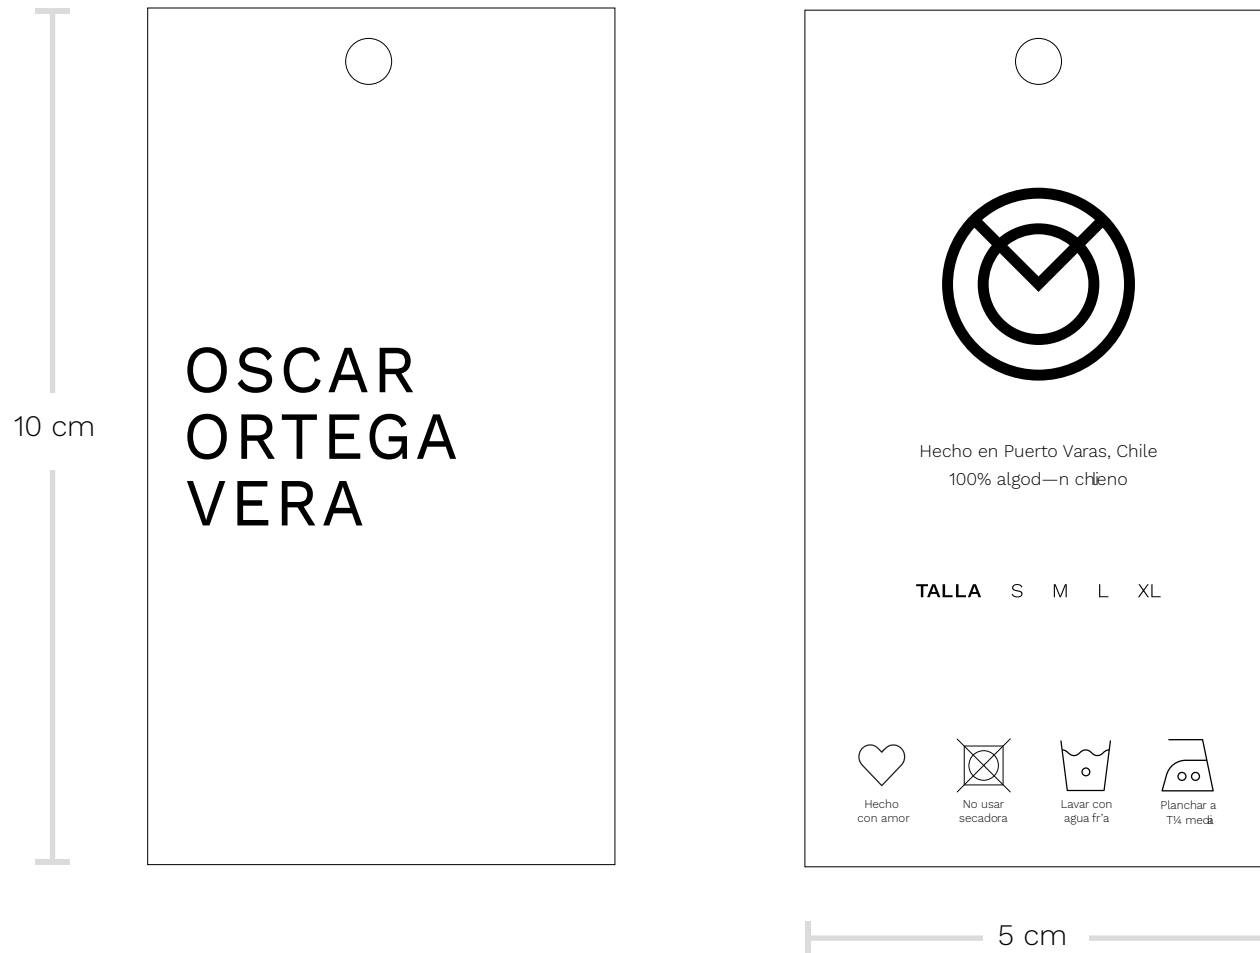 10 cm
OSCAR
ORTEGA
VERA
Hecho en Puerto Varas, Chile
100% algod—n chileno
TALLA S M L XL
Hecho
con amor
No usar
secadora
Lavar con
agua fr’a
Planchar a
T¼ media
5 cm